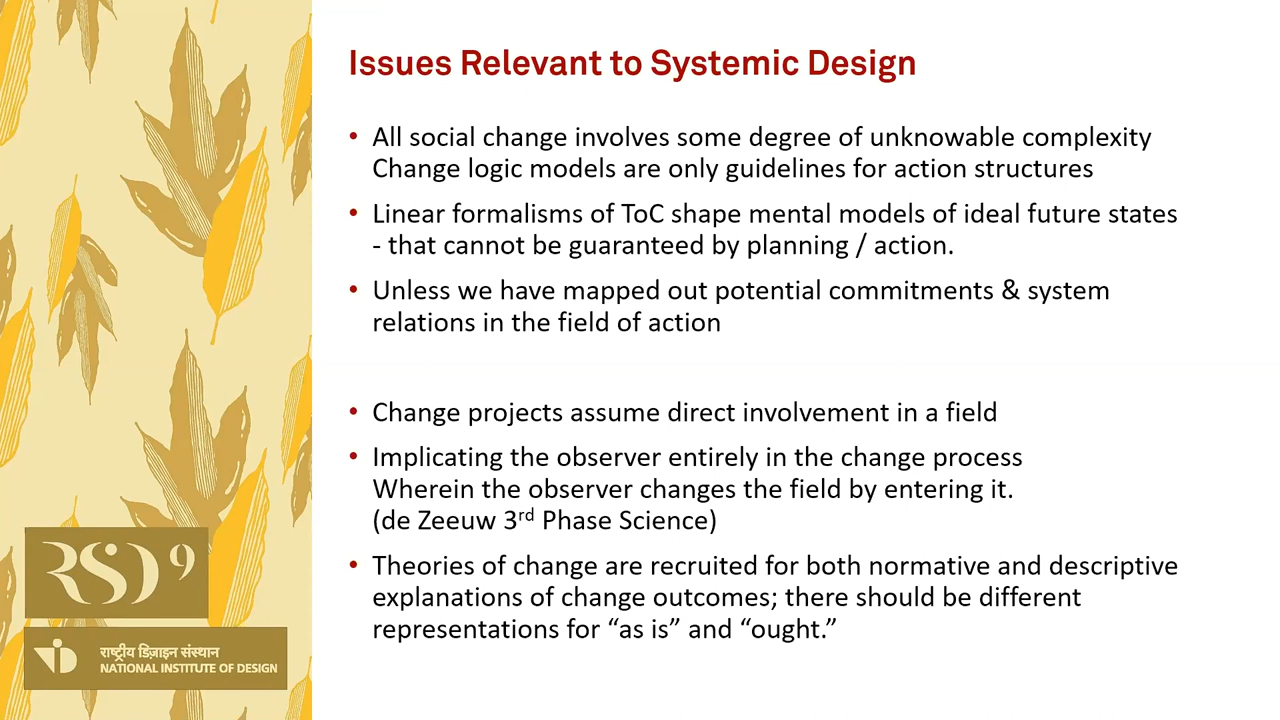 Issues Relevant to Systemic Design
• All social change involves some degree of unknowable complexity
Change logic models are only guidelines for action structures
• Linear formalisms of ToC shape mental models of ideal future states
- that cannot be guaranteed by planning / action.
• Unless we have mapped out potential commitments & system
relations in the field of action
• Change projects assume direct involvement in a field
• Implicating the observer entirely in the change process
Wherein the observer changes the field by entering it.
(de Zeeuw 3rd Phase Science)
• Theories of change are recruited for both normative and descriptive
explanations of change outcomes; there should be different
representations for “as is” and “ought.”
RSD9
राष्ट्रीय डिज़ाइन संस्थान
NATIONAL INSTITUTE OF DESIGN